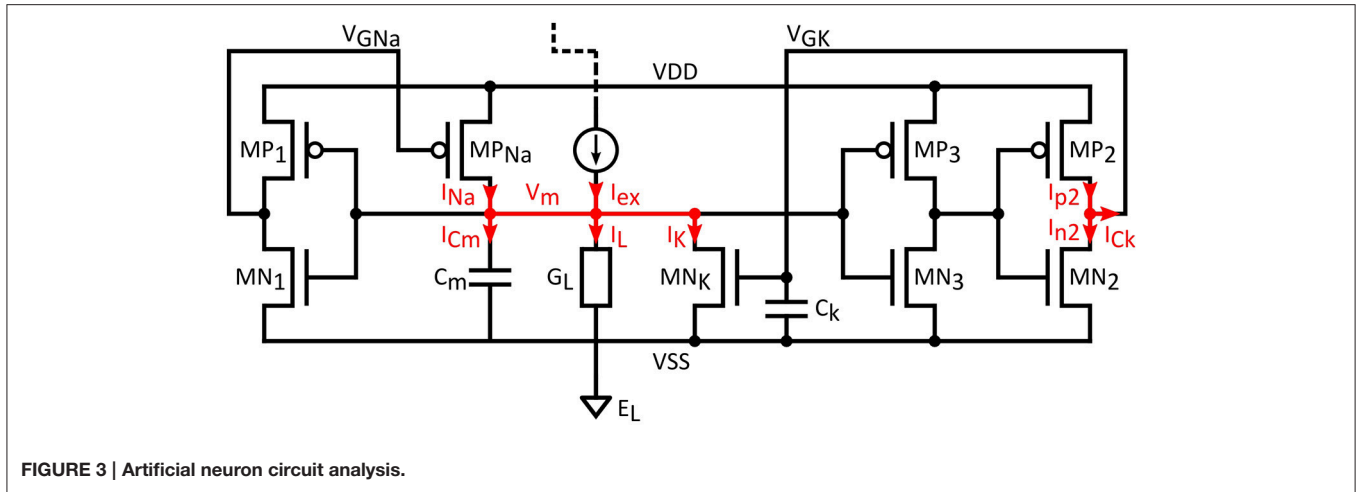 VGNa
VGK
VDD
MP1
MPNa
MP3
MP2
INa
Vm
Iex
Ip2
ICm
IL
IK
In2
ICk
MN1
Cm
GL
MNK
Ck
MN3
MN2
VSS
EL
FIGURE 3 | Artificial neuron circuit analysis.